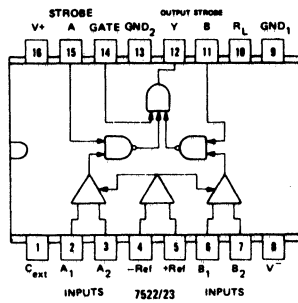 STROBE OUTPUT STROBE
V+ A GATE GND2 Y B RL GND1
16 15 14 13 12 11 10 9
1 2 3 4 5 6 7 8
Cext A1 A2 −Ref +Ref B1 B2 V−
INPUTS 7522/23 INPUTS